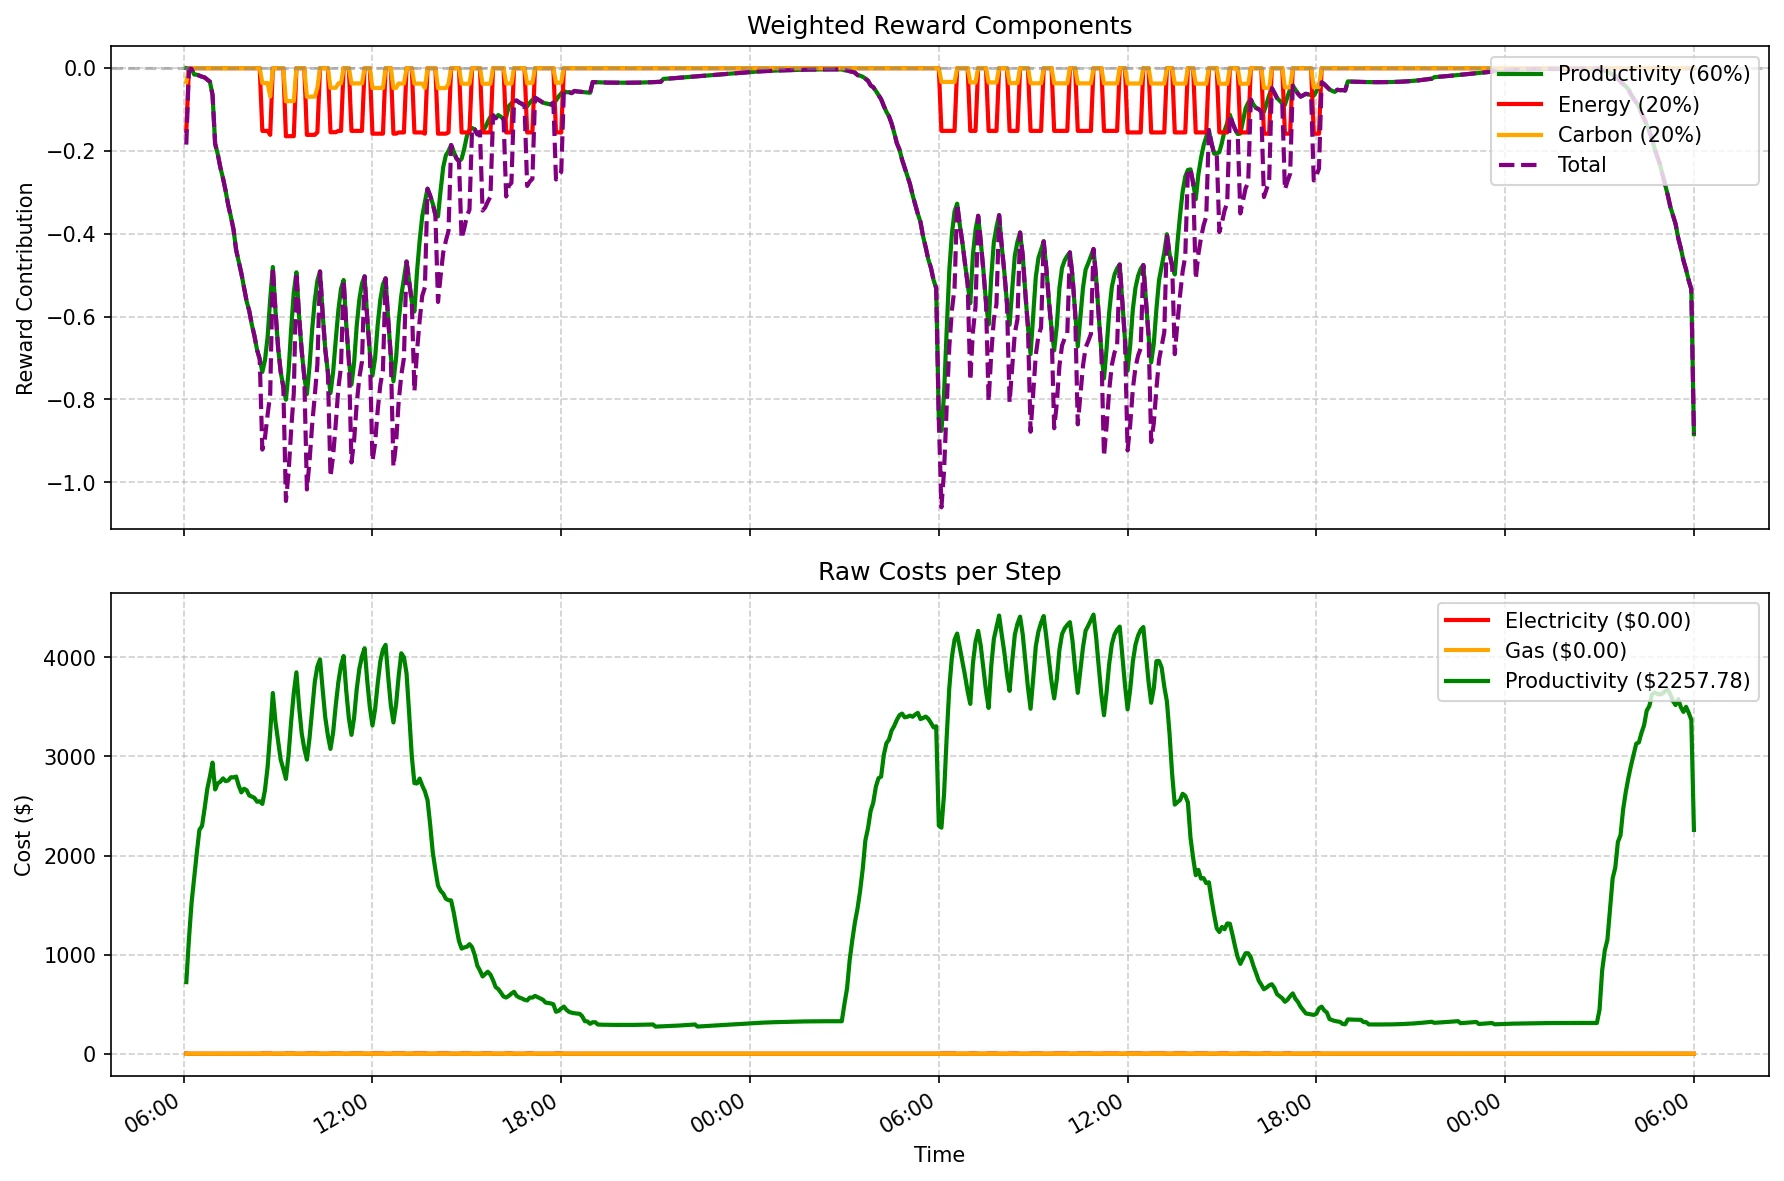 Weighted Reward Components
Reward Contribution
0.0
−0.2
−0.4
−0.6
−0.8
−1.0
Productivity (60%)
Energy (20%)
Carbon (20%)
Total
Raw Costs per Step
Cost ($)
4000
3000
2000
1000
0
Electricity ($0.00)
Gas ($0.00)
Productivity ($2257.78)
06:00
12:00
18:00
00:00
06:00
12:00
18:00
00:00
06:00
Time